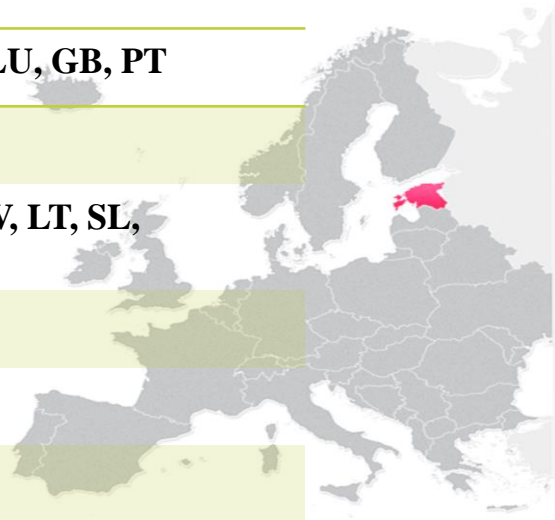 LU, GB, PT
V, LT, SL,